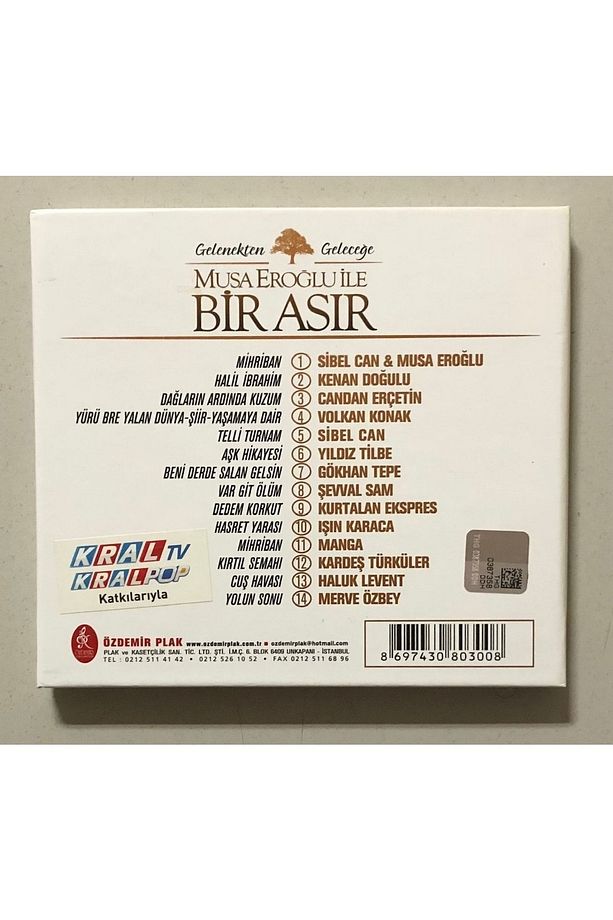 Gelenekten Geleceğe
MUSA EROĞLU İLE
BİR ASIR
MİHRİBAN 1 SİBEL CAN & MUSA EROĞLU
HALİL İBRAHİM 2 KENAN DOĞULU
DAĞLARIN ARDINDA KUZUM 3 CANDAN ERÇETİN
YÜRÜ BRE YALAN DÜNYA-ŞİİR-YAŞAMAYA DAİR 4 VOLKAN KONAK
TELLİ TURNAM 5 SİBEL CAN
AŞK HİKAYESİ 6 YILDIZ TİLBE
BENİ DERDE SALAN GELSİN 7 GÖKHAN TEPE
VAR GİT ÖLÜM 8 ŞEVVAL SAM
DEDEM KORKUT 9 KURTALAN EKSPRES
HASRET YARASI 10 IŞIN KARACA
MİHRİBAN 11 MANGA
KIRTIL SEMAHI 12 KARDEŞ TÜRKÜLER
CUŞ HAVASI 13 HALUK LEVENT
YOLUN SONU 14 MERVE ÖZBEY
KRAL TV
KRAL POP
Katkılarıyla
0387358
THG
ÖZDEMİR PLAK www.ozdemirplak.com.tr ● ozdemirplak@hotmail.com
PLAK ve KASETÇİLİK SAN. TİC. LTD. ŞTİ. İ.M.Ç. 6. BLOK 6409 UNKAPANI - İSTANBUL
TEL : 0212 511 41 42 • 0212 526 10 52 • FAX 0212 511 68 96
8 697430 803008